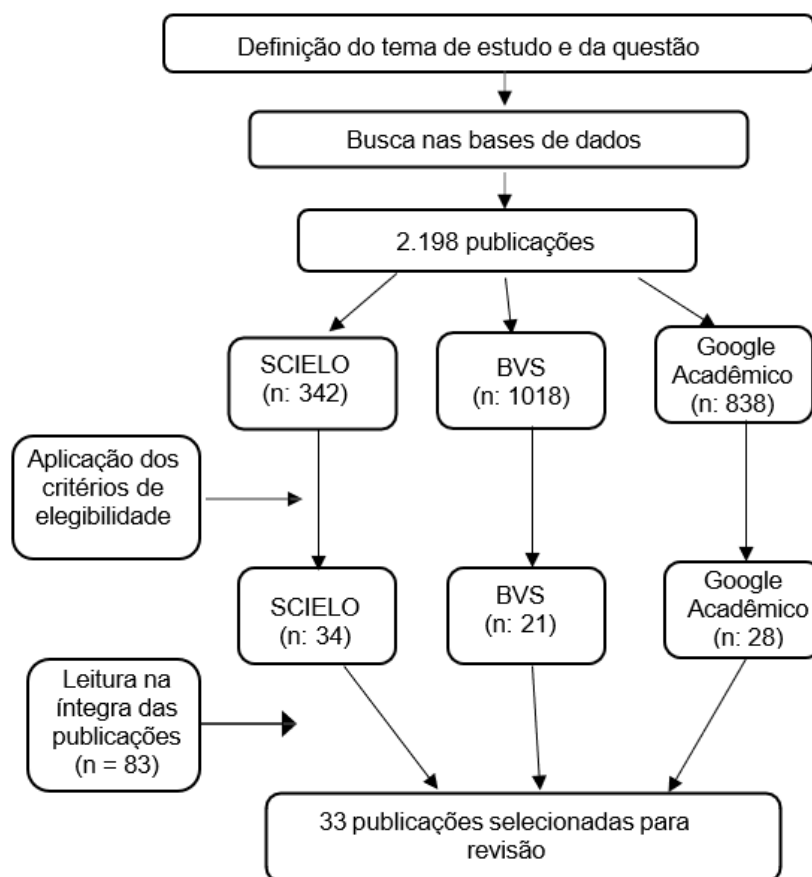 Definição do tema de estudo e da questão
Busca nas bases de dados
2.198 publicações
SCIELO
(n: 342)
BVS
(n: 1018)
Google
Acadêmico
(n: 838)
Aplicação dos
critérios de
elegibilidade
SCIELO
(n: 34)
BVS
(n: 21)
Google
Acadêmico
(n: 28)
Leitura na
íntegra das
publicações
(n = 83)
33 publicações selecionadas para
revisão